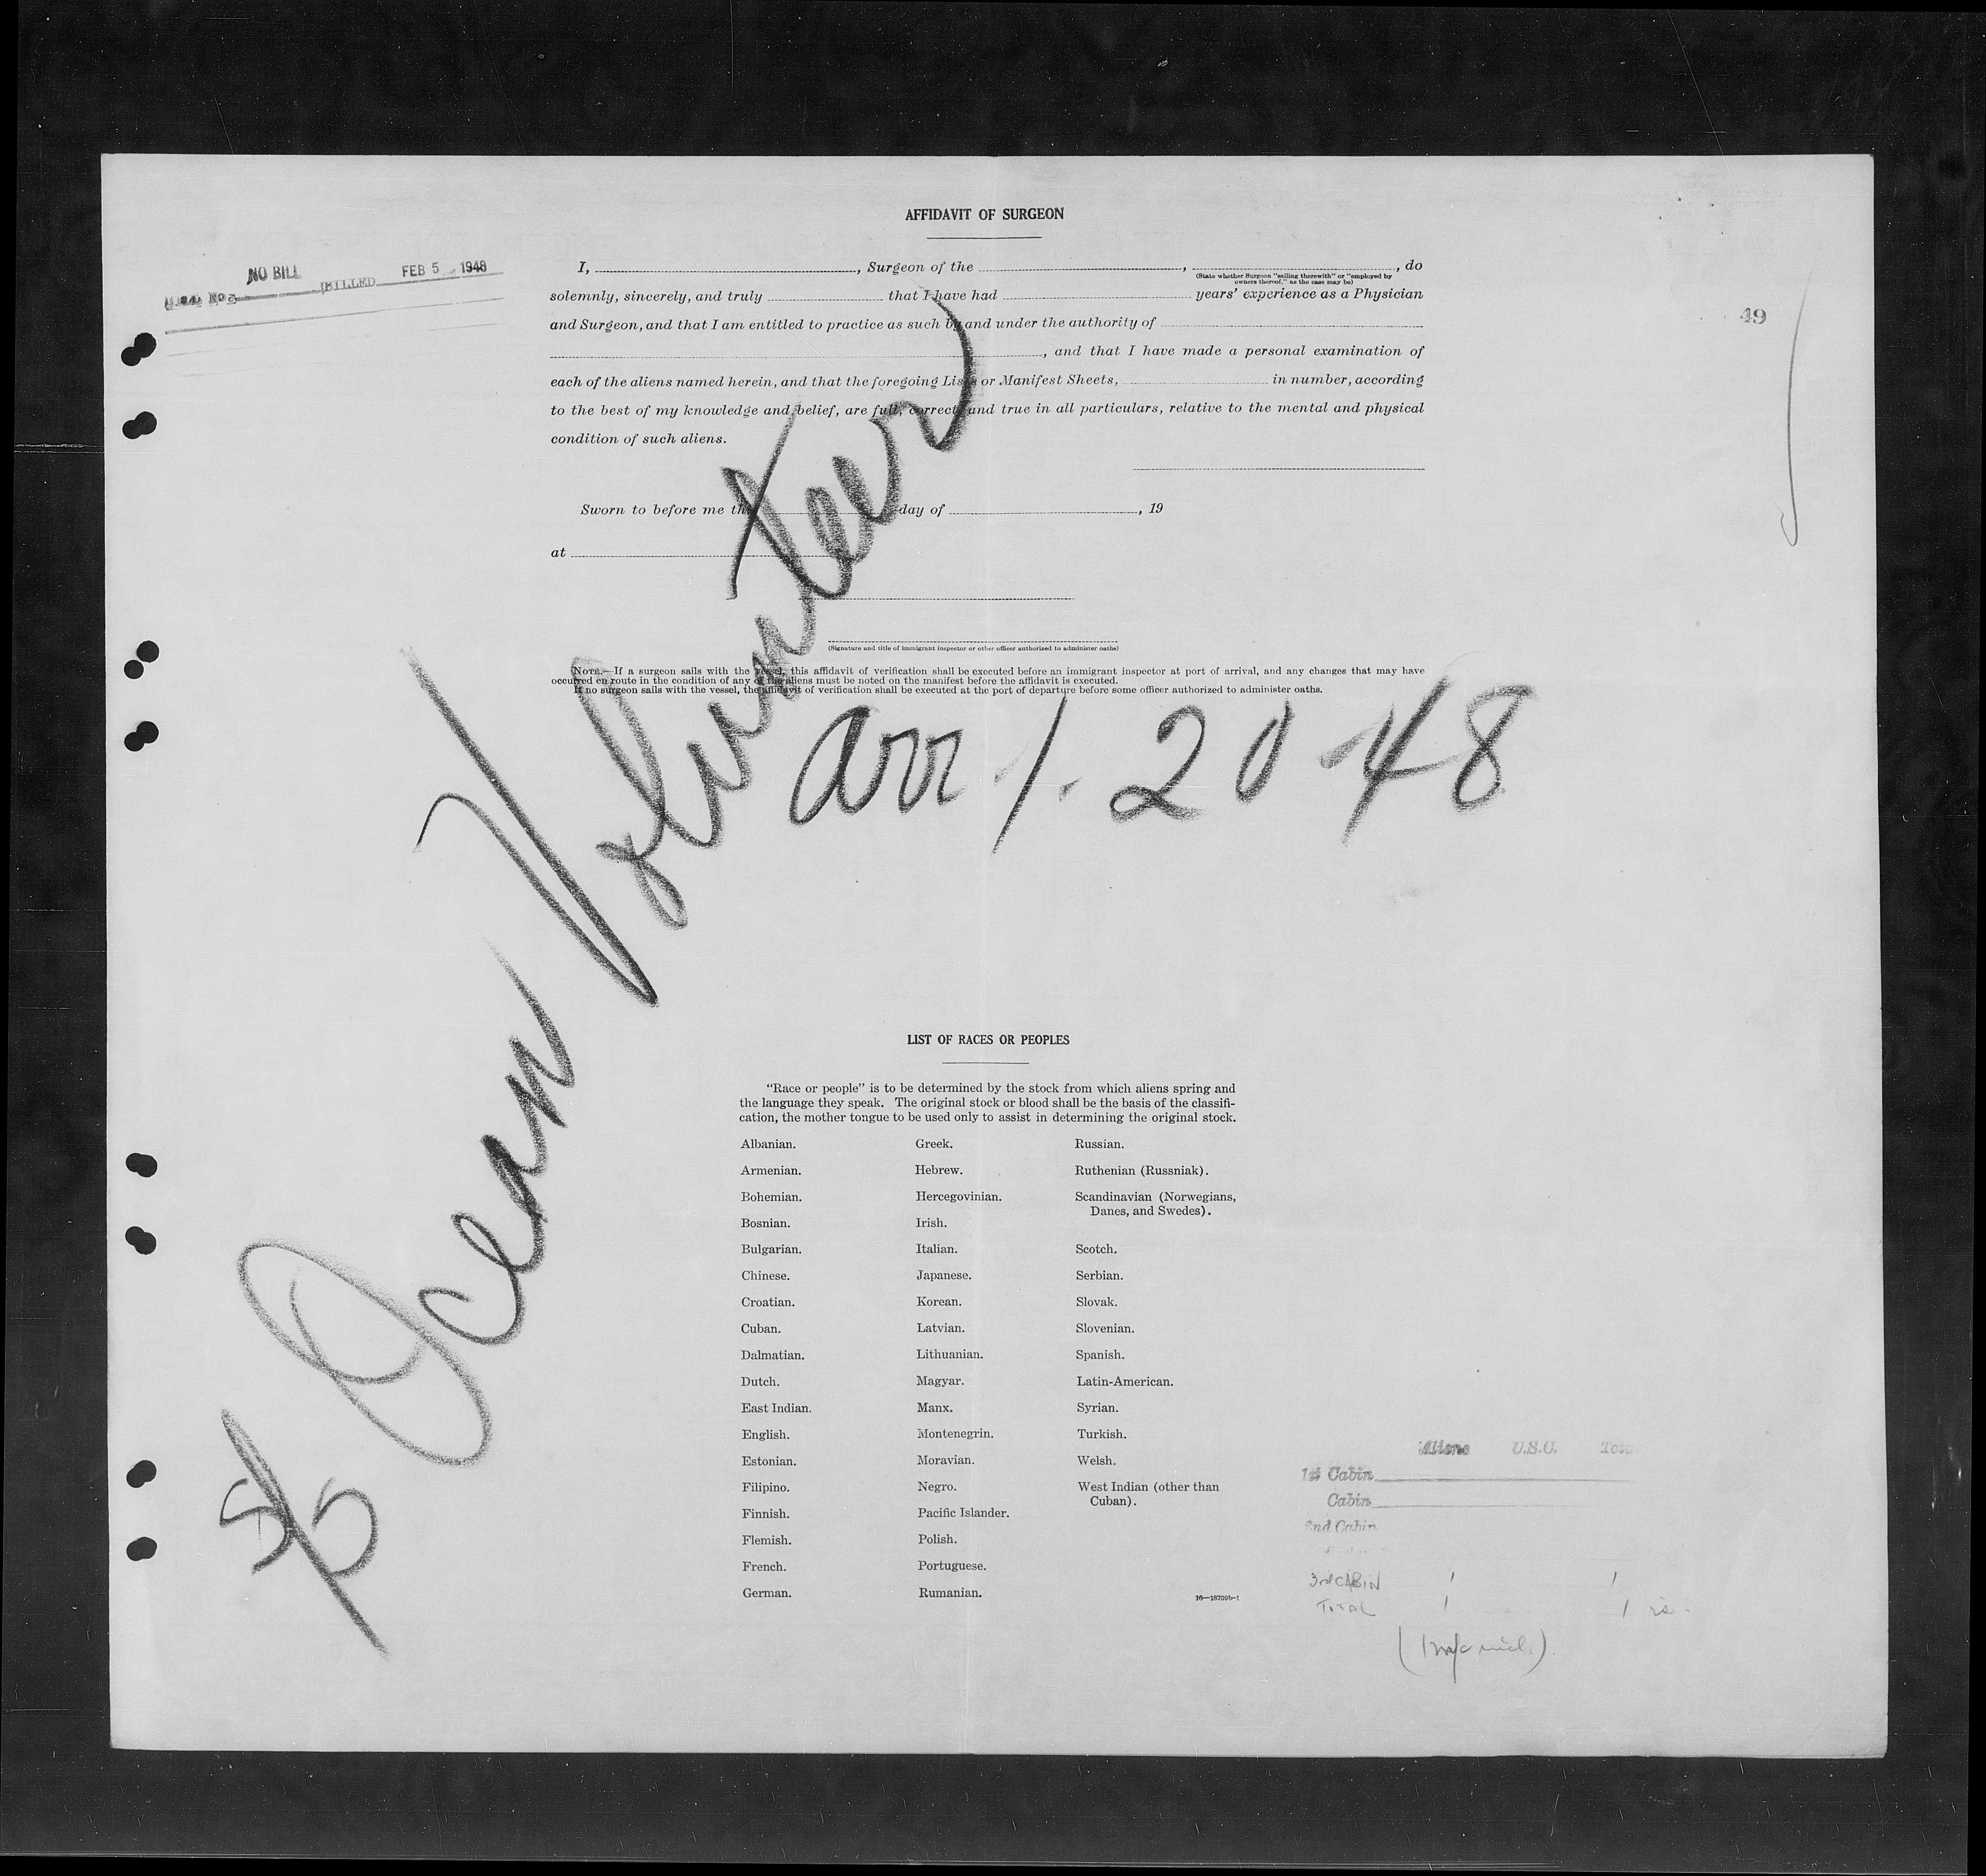 AFFIDAVIT OF SURGEON
NO BILL
BILLED FEB 5 1948
49
I, , Surgeon of the , , do
(State whether Surgeon "sailing therewith" or "employed by
owners thereof," as the case may be)
solemnly, sincerely, and truly that I have had years' experience as a Physician
and Surgeon, and that I am entitled to practice as such by and under the authority of
, and that I have made a personal examination of
each of the aliens named herein, and that the foregoing Lists or Manifest Sheets, in number, according
to the best of my knowledge and belief, are full, correct, and true in all particulars, relative to the mental and physical
condition of such aliens.
Sworn to before me this day of , 19
at
(Signature and title of immigrant inspector or other officer authorized to administer oaths)
NOTE.—If a surgeon sails with the vessel, this affidavit of verification shall be executed before an immigrant inspector at port of arrival, and any changes that may have
occurred en route in the condition of any of the aliens must be noted on the manifest before the affidavit is executed.
If no surgeon sails with the vessel, the affidavit of verification shall be executed at the port of departure before some officer authorized to administer oaths.
S/S Ocean Volunteer
arr 1-20-48
LIST OF RACES OR PEOPLES
"Race or people" is to be determined by the stock from which aliens spring and
the language they speak. The original stock or blood shall be the basis of the classifi-
cation, the mother tongue to be used only to assist in determining the original stock.
Albanian. Greek. Russian.
Armenian. Hebrew. Ruthenian (Russniak).
Bohemian. Hercegovinian. Scandinavian (Norwegians,
Danes, and Swedes).
Bosnian. Irish.
Bulgarian. Italian. Scotch.
Chinese. Japanese. Serbian.
Croatian. Korean. Slovak.
Cuban. Latvian. Slovenian.
Dalmatian. Lithuanian. Spanish.
Dutch. Magyar. Latin-American.
East Indian. Manx. Syrian.
English. Montenegrin. Turkish.
Estonian. Moravian. Welsh.
Filipino. Negro. West Indian (other than
Cuban).
Finnish. Pacific Islander.
Flemish. Polish.
French. Portuguese.
German. Rumanian.
16—18709b-1
Aliens U.S.C.
1st Cabin
Cabin
2nd Cabin
3rd CABIN 1 1
TOTAL 1 1